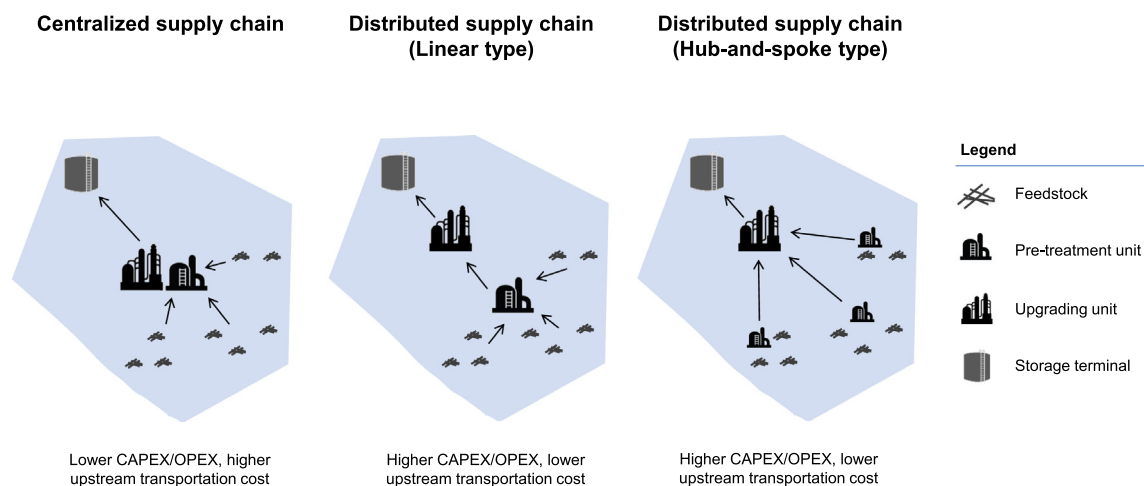 Centralized supply chain
Distributed supply chain
(Linear type)
Distributed supply chain
(Hub-and-spoke type)
Legend
Feedstock
Pre-treatment unit
Upgrading unit
Storage terminal
Lower CAPEX/OPEX, higher
upstream transportation cost
Higher CAPEX/OPEX, lower
upstream transportation cost
Higher CAPEX/OPEX, lower
upstream transportation cost